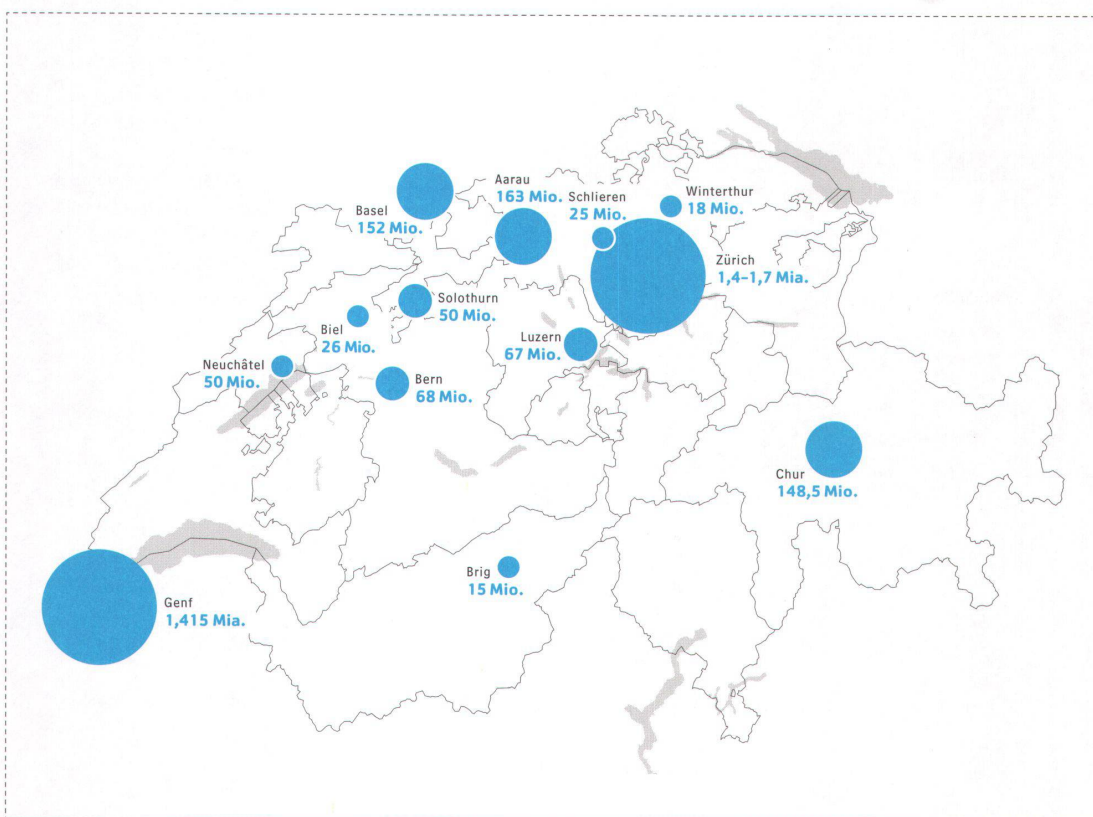 Aarau
163 Mio.
Schlieren
25 Mio.
Winterthur
18 Mio.
Basel
152 Mio.
Zürich
1,4–1,7 Mia.
Solothurn
50 Mio.
Biel
26 Mio.
Luzern
67 Mio.
Neuchâtel
50 Mio.
Bern
68 Mio.
Chur
148,5 Mio.
Brig
15 Mio.
Genf
1,415 Mia.